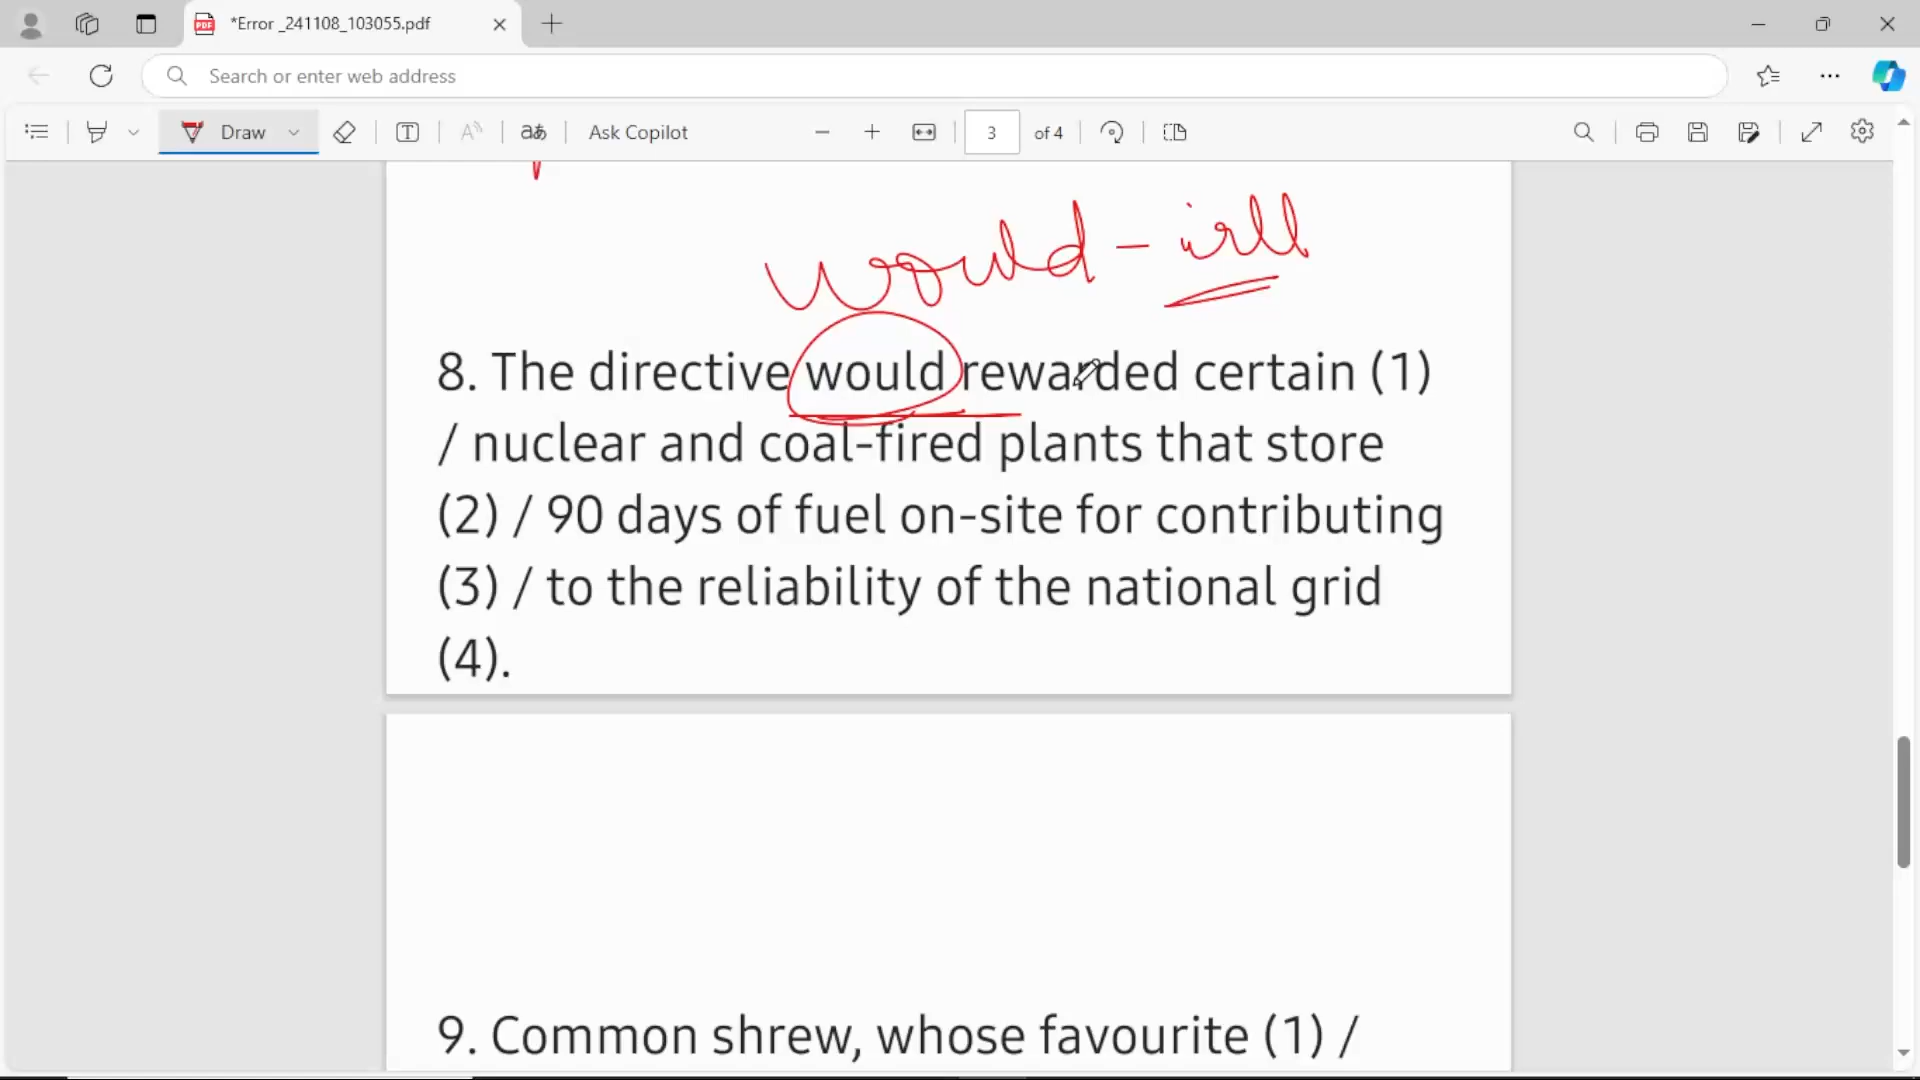 *Error _241108_103055.pdf
Search or enter web address
Draw
Ask Copilot
3 of 4
would -
8. The directive would rewarded certain (1)
/ nuclear and coal-fired plants that store
(2) / 90 days of fuel on-site for contributing
(3) / to the reliability of the national grid
(4).
9. Common shrew, whose favourite (1) /